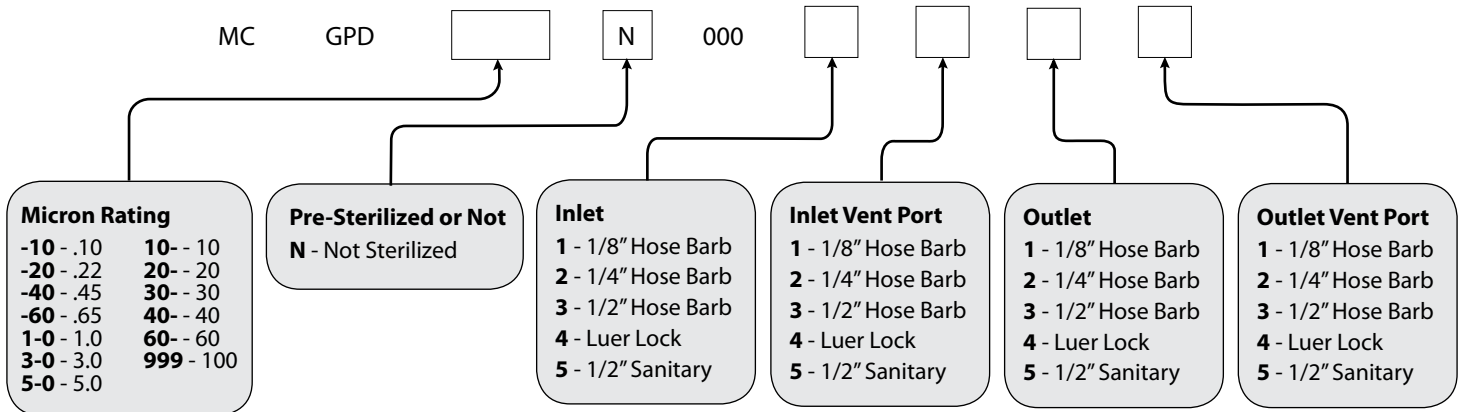 MC GPD N 000
Micron Rating
-10 - .10 10- - 10
-20 - .22 20- - 20
-40 - .45 30- - 30
-60 - .65 40- - 40
1-0 - 1.0 60- - 60
3-0 - 3.0 999 - 100
5-0 - 5.0
Pre-Sterilized or Not
N - Not Sterilized
Inlet
1 - 1/8” Hose Barb
2 - 1/4” Hose Barb
3 - 1/2” Hose Barb
4 - Luer Lock
5 - 1/2” Sanitary
Inlet Vent Port
1 - 1/8” Hose Barb
2 - 1/4” Hose Barb
3 - 1/2” Hose Barb
4 - Luer Lock
5 - 1/2” Sanitary
Outlet
1 - 1/8” Hose Barb
2 - 1/4” Hose Barb
3 - 1/2” Hose Barb
4 - Luer Lock
5 - 1/2” Sanitary
Outlet Vent Port
1 - 1/8” Hose Barb
2 - 1/4” Hose Barb
3 - 1/2” Hose Barb
4 - Luer Lock
5 - 1/2” Sanitary